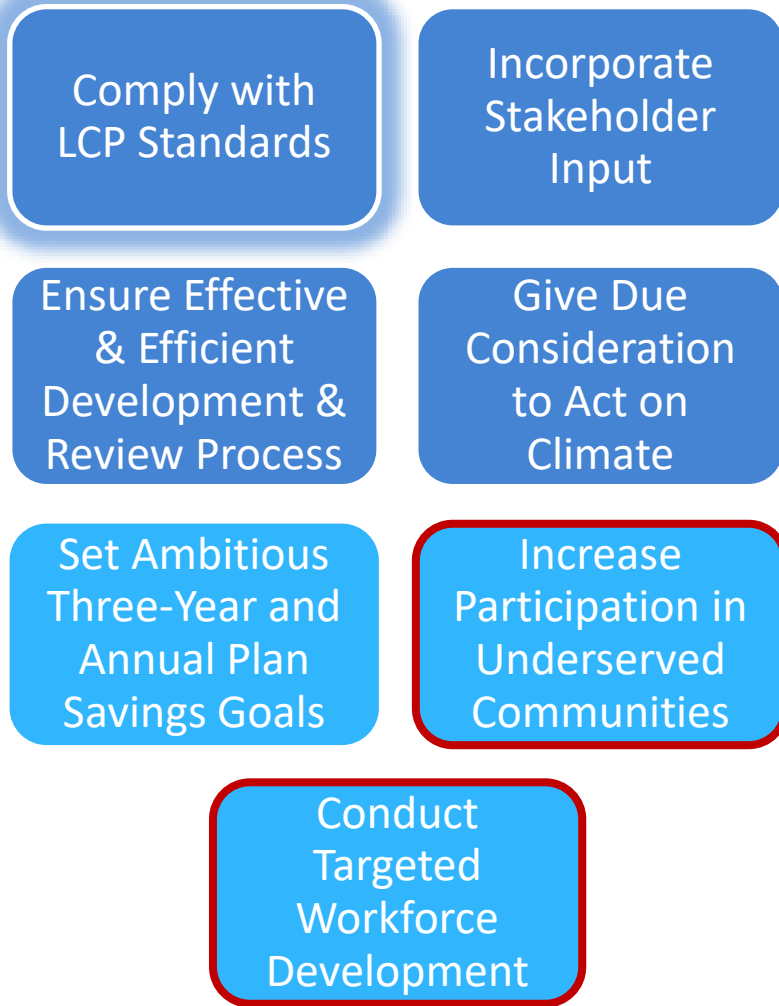 Comply with
LCP Standards
Incorporate
Stakeholder
Input
Ensure Effective
& Efficient
Development &
Review Process
Give Due
Consideration
to Act on
Climate
Set Ambitious
Three-Year and
Annual Plan
Savings Goals
Increase
Participation in
Underserved
Communities
Conduct
Targeted
Workforce
Development